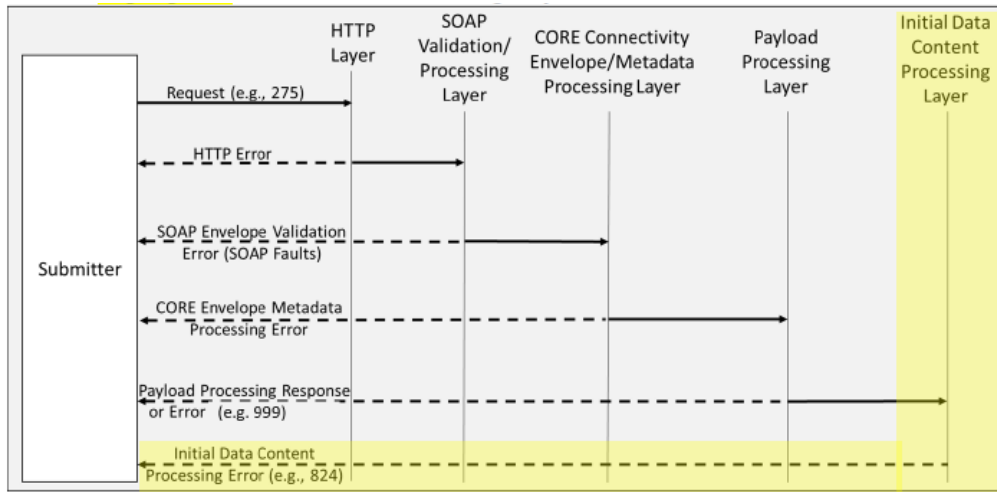 HTTP
Layer
SOAP
Validation/
Processing
Layer
CORE Connectivity
Envelope/Metadata
Processing Layer
Payload
Processing
Layer
Initial Data
Content
Processing
Layer
Request (e.g., 275)
HTTP Error
SOAP Envelope Validation
Error (SOAP Faults)
Submitter
CORE Envelope Metadata
Processing Error
Payload Processing Response
or Error (e.g. 999)
Initial Data Content
Processing Error (e.g., 824)